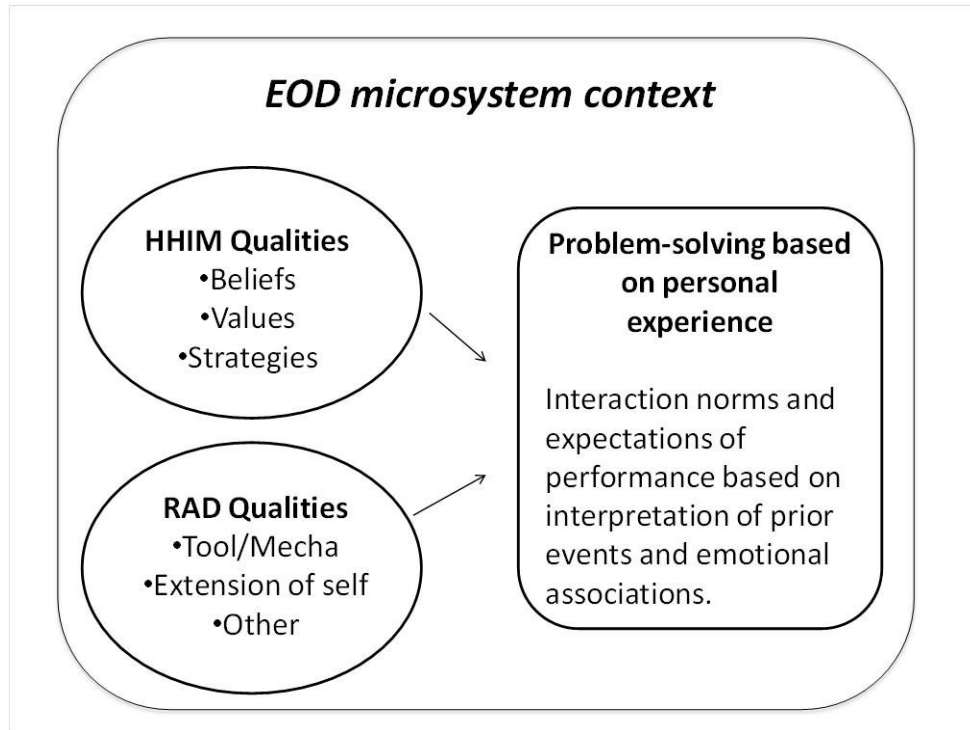 EOD microsystem context
HHIM Qualities
•Beliefs
•Values
•Strategies
RAD Qualities
•Tool/Mecha
•Extension of self
•Other
Problem-solving based
on personal
experience
Interaction norms and
expectations of
performance based on
interpretation of prior
events and emotional
associations.